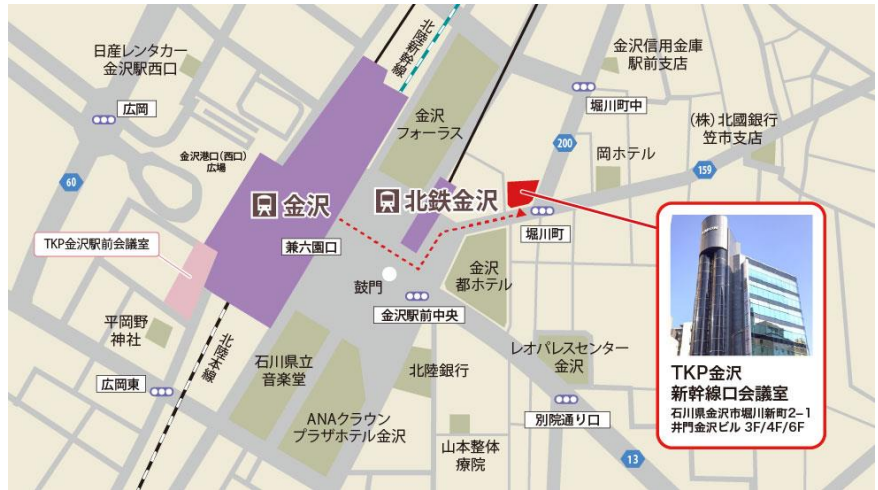 日産レンタカー
金沢駅西口
広岡
60
金沢港口(西口)
広場
北陸新幹線
金沢
フォーラス
金沢信用金庫
駅前支店
堀川町中
200
(株)北國銀行
笠市支店
岡ホテル
159
金沢
北鉄金沢
堀川町
兼六園口
TKP金沢駅前会議室
鼓門
金沢
都ホテル
金沢駅前中央
平岡野
神社
広岡東
北陸本線
石川県立
音楽堂
ANAクラウン
プラザホテル金沢
北陸銀行
レオパレスセンター
金沢
別院通り口
山本整体
療院
13
TKP金沢
新幹線口会議室
石川県金沢市堀川新町2−1
井門金沢ビル 3F/4F/6F